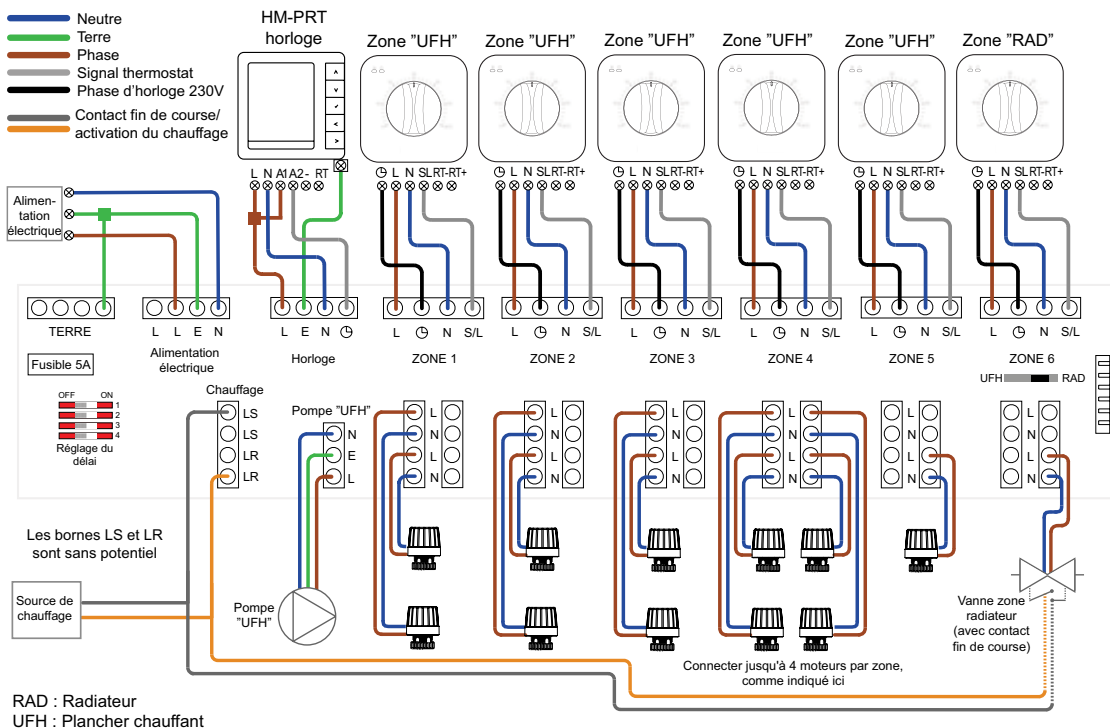 Neutre
Terre
Phase
Signal thermostat
Phase d'horloge 230V
Contact fin de course/
activation du chauffage
HM-PRT
horloge
Zone "UFH"
Zone "UFH"
Zone "UFH"
Zone "UFH"
Zone "UFH"
Zone "RAD"
L N A1 A2 - RT
L N SL RT- RT+
L N SL RT- RT+
L N SL RT- RT+
L N SL RT- RT+
L N SL RT- RT+
L N SL RT- RT+
Alimen-
tation
électrique
TERRE
L L E N
Alimentation
électrique
L E N
Horloge
L N S/L
ZONE 1
L N S/L
ZONE 2
L N S/L
ZONE 3
L N S/L
ZONE 4
L N S/L
ZONE 5
L N S/L
ZONE 6
UFH RAD
Fusible 5A
OFF ON
1
2
3
4
Réglage du
délai
Chauffage
LS
LS
LR
LR
Pompe "UFH"
N
E
L
L
N
L
N
L
N
L
N
L
N
L
N
L
N
L
N
L
N
L
N
L
N
L
N
Les bornes LS et LR
sont sans potentiel
Source de
chauffage
Pompe
"UFH"
Connecter jusqu'à 4 moteurs par zone,
comme indiqué ici
Vanne zone
radiateur
(avec contact
fin de course)
RAD : Radiateur
UFH : Plancher chauffant